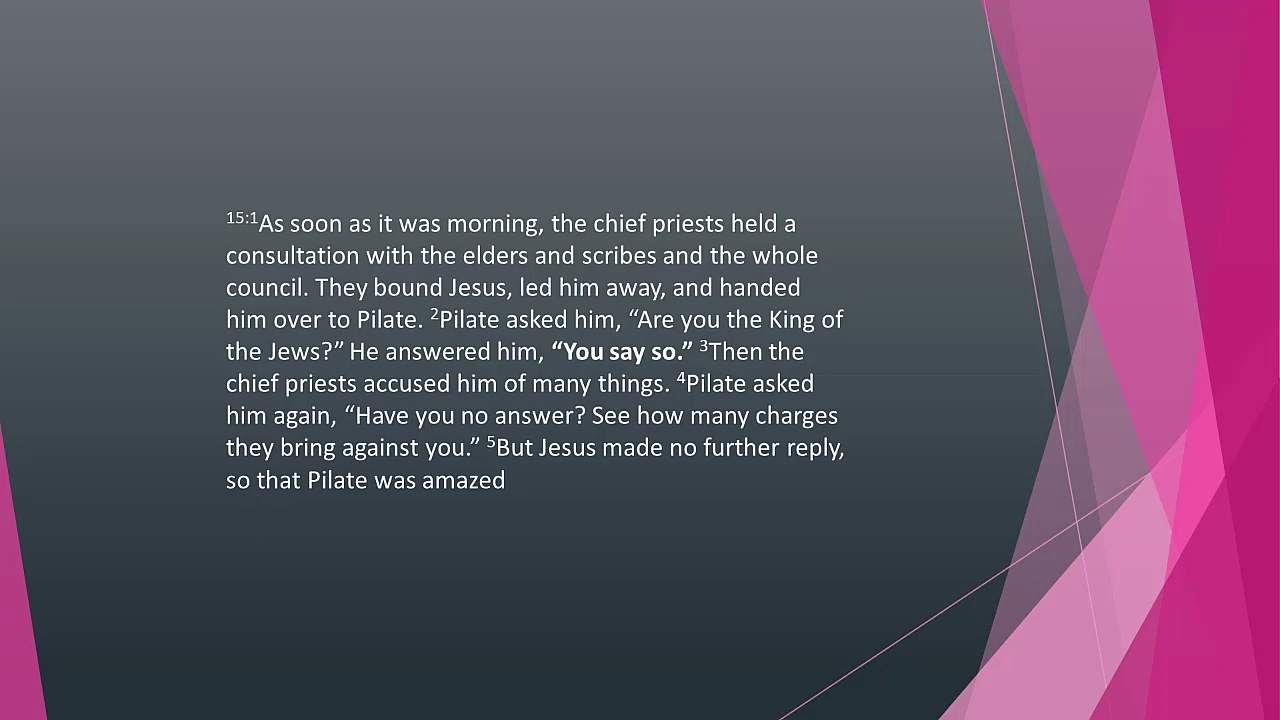 15:1As soon as it was morning, the chief priests held a
consultation with the elders and scribes and the whole
council. They bound Jesus, led him away, and handed
him over to Pilate. 2Pilate asked him, “Are you the King of
the Jews?” He answered him, “You say so.” 3Then the
chief priests accused him of many things. 4Pilate asked
him again, “Have you no answer? See how many charges
they bring against you.” 5But Jesus made no further reply,
so that Pilate was amazed